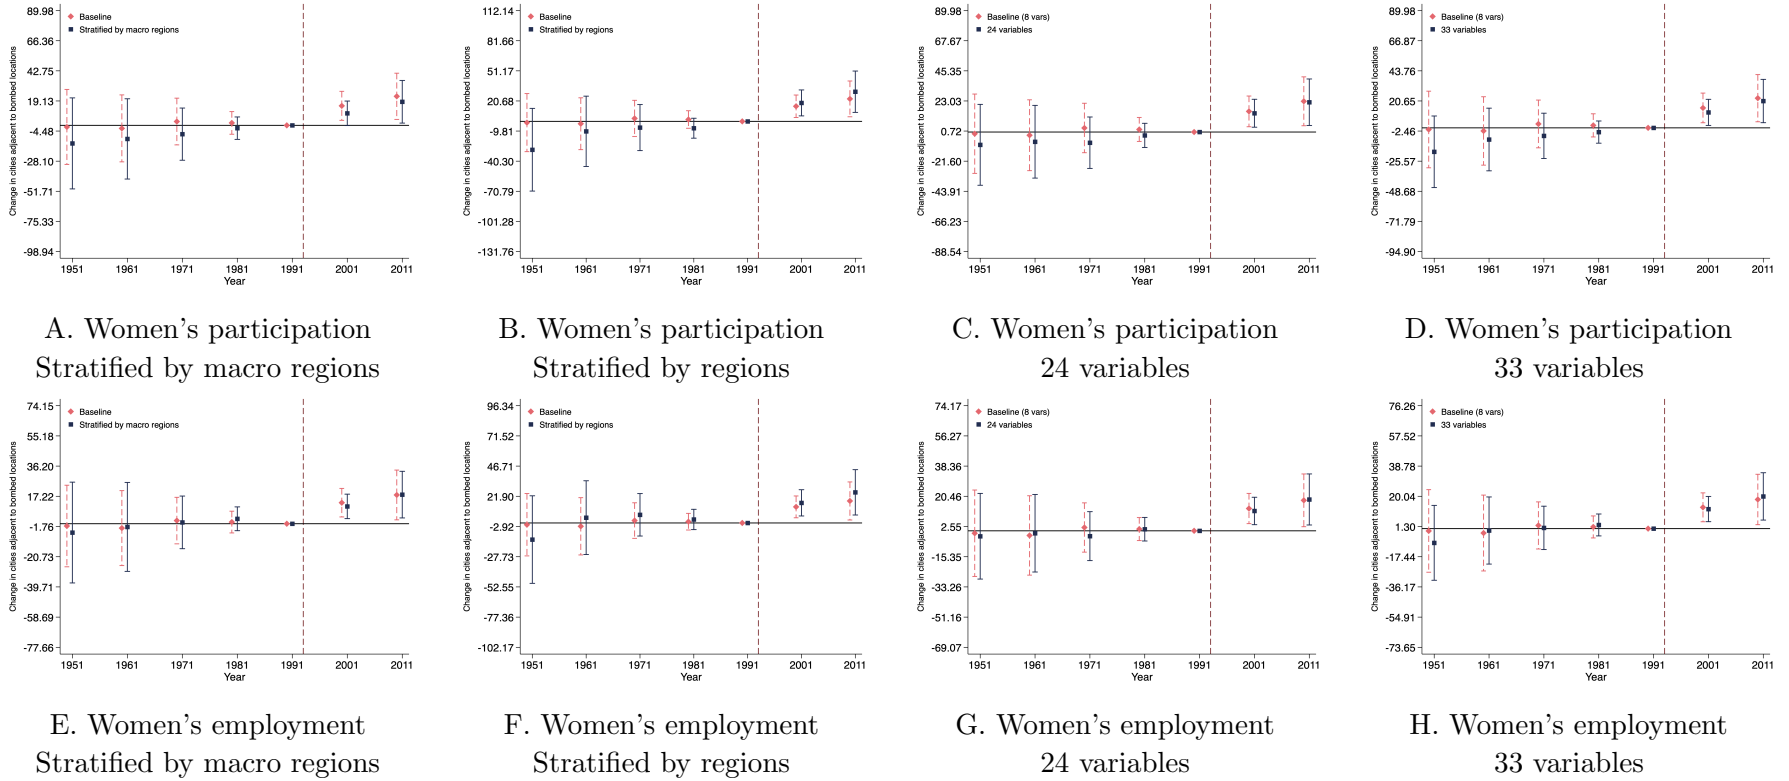 89.98
66.36
42.75
19.13
-4.48
-28.10
-51.71
-75.33
-98.94
Change in cities adjacent to bombed locations
Baseline
Stratified by macro regions
1951 1961 1971 1981 1991 2001 2011
Year
A. Women's participation
Stratified by macro regions
112.14
81.66
51.17
20.68
-9.81
-40.30
-70.79
-101.28
-131.76
Change in cities adjacent to bombed locations
Baseline
Stratified by regions
1951 1961 1971 1981 1991 2001 2011
Year
B. Women's participation
Stratified by regions
89.98
67.67
45.35
23.03
0.72
-21.60
-43.91
-66.23
-88.54
Change in cities adjacent to bombed locations
Baseline (8 vars)
24 variables
1951 1961 1971 1981 1991 2001 2011
Year
C. Women's participation
24 variables
89.98
66.87
43.76
20.65
-2.46
-25.57
-48.68
-71.79
-94.90
Change in cities adjacent to bombed locations
Baseline (8 vars)
33 variables
1951 1961 1971 1981 1991 2001 2011
Year
D. Women's participation
33 variables
74.15
55.18
36.20
17.22
-1.76
-20.73
-39.71
-58.69
-77.66
Change in cities adjacent to bombed locations
Baseline
Stratified by macro regions
1951 1961 1971 1981 1991 2001 2011
Year
E. Women's employment
Stratified by macro regions
96.34
71.52
46.71
21.90
-2.92
-27.73
-52.55
-77.36
-102.17
Change in cities adjacent to bombed locations
Baseline
Stratified by regions
1951 1961 1971 1981 1991 2001 2011
Year
F. Women's employment
Stratified by regions
74.17
56.27
38.36
20.46
2.55
-15.35
-33.26
-51.16
-69.07
Change in cities adjacent to bombed locations
Baseline (8 vars)
24 variables
1951 1961 1971 1981 1991 2001 2011
Year
G. Women's employment
24 variables
76.26
57.52
38.78
20.04
1.30
-17.44
-36.17
-54.91
-73.65
Change in cities adjacent to bombed locations
Baseline (8 vars)
33 variables
1951 1961 1971 1981 1991 2001 2011
Year
H. Women's employment
33 variables